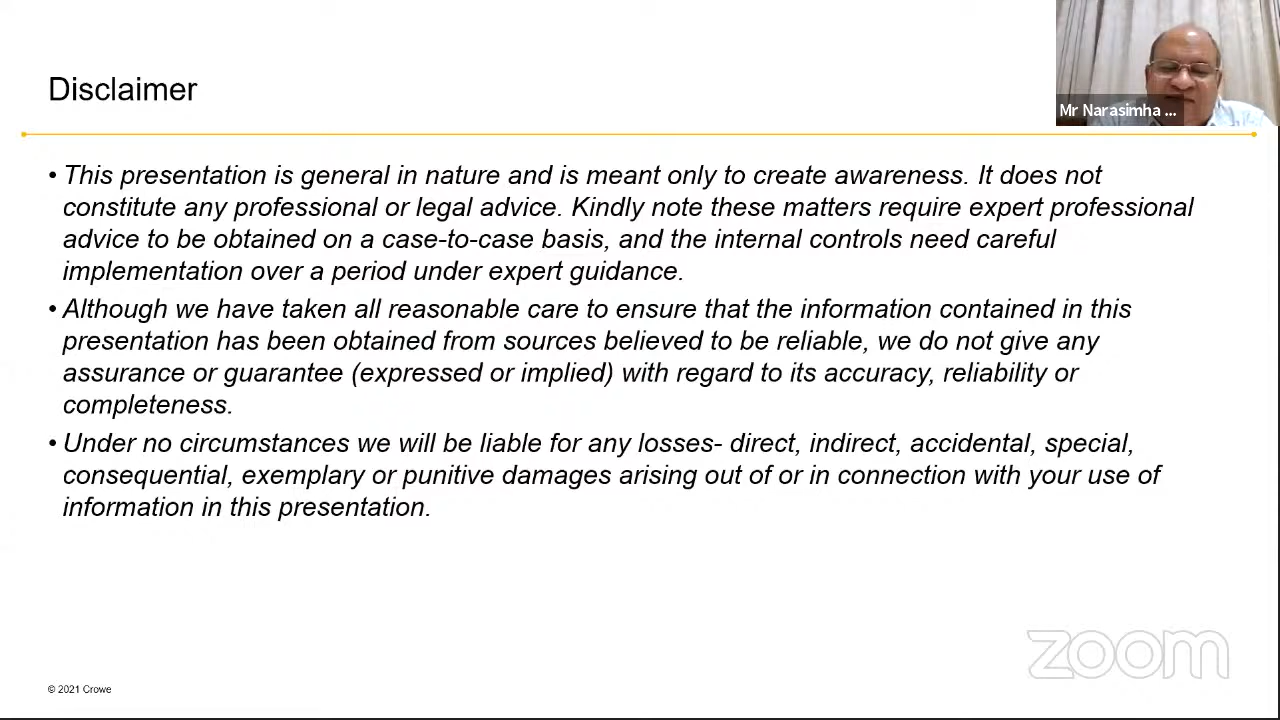 Disclaimer
Mr Narasimha ...
• This presentation is general in nature and is meant only to create awareness. It does not
constitute any professional or legal advice. Kindly note these matters require expert professional
advice to be obtained on a case-to-case basis, and the internal controls need careful
implementation over a period under expert guidance.
• Although we have taken all reasonable care to ensure that the information contained in this
presentation has been obtained from sources believed to be reliable, we do not give any
assurance or guarantee (expressed or implied) with regard to its accuracy, reliability or
completeness.
• Under no circumstances we will be liable for any losses- direct, indirect, accidental, special,
consequential, exemplary or punitive damages arising out of or in connection with your use of
information in this presentation.
zoom
© 2021 Crowe